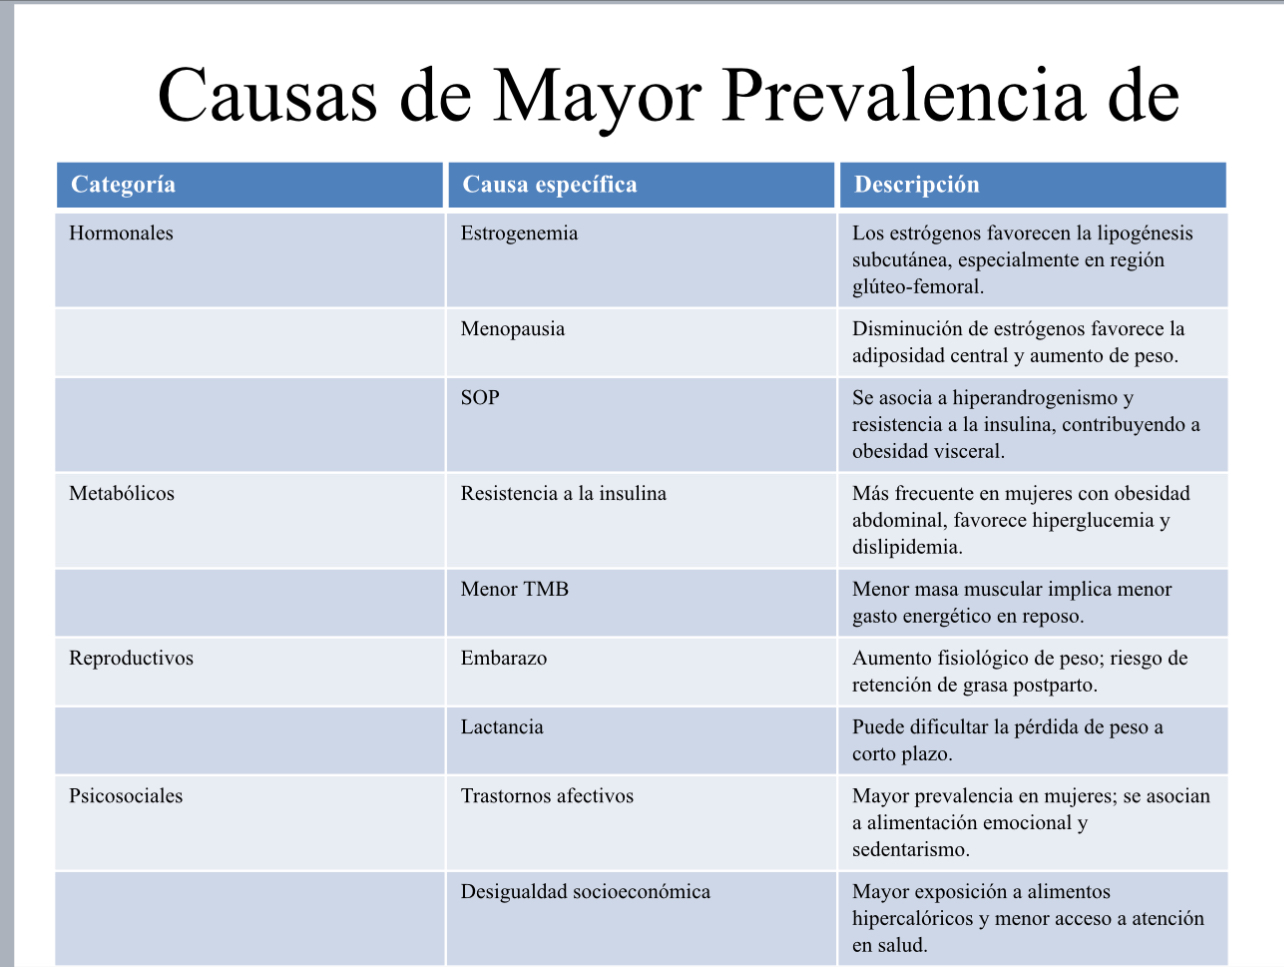 Causas de Mayor Prevalencia de
Categoría
Causa específica
Descripción
Hormonales
Estrogenemia
Los estrógenos favorecen la lipogénesis
subcutánea, especialmente en región
glúteo-femoral.
Menopausia
Disminución de estrógenos favorece la
adiposidad central y aumento de peso.
SOP
Se asocia a hiperandrogenismo y
resistencia a la insulina, contribuyendo a
obesidad visceral.
Metabólicos
Resistencia a la insulina
Más frecuente en mujeres con obesidad
abdominal, favorece hiperglucemia y
dislipidemia.
Menor TMB
Menor masa muscular implica menor
gasto energético en reposo.
Reproductivos
Embarazo
Aumento fisiológico de peso; riesgo de
retención de grasa postparto.
Lactancia
Puede dificultar la pérdida de peso a
corto plazo.
Psicosociales
Trastornos afectivos
Mayor prevalencia en mujeres; se asocian
a alimentación emocional y
sedentarismo.
Desigualdad socioeconómica
Mayor exposición a alimentos
hipercalóricos y menor acceso a atención
en salud.